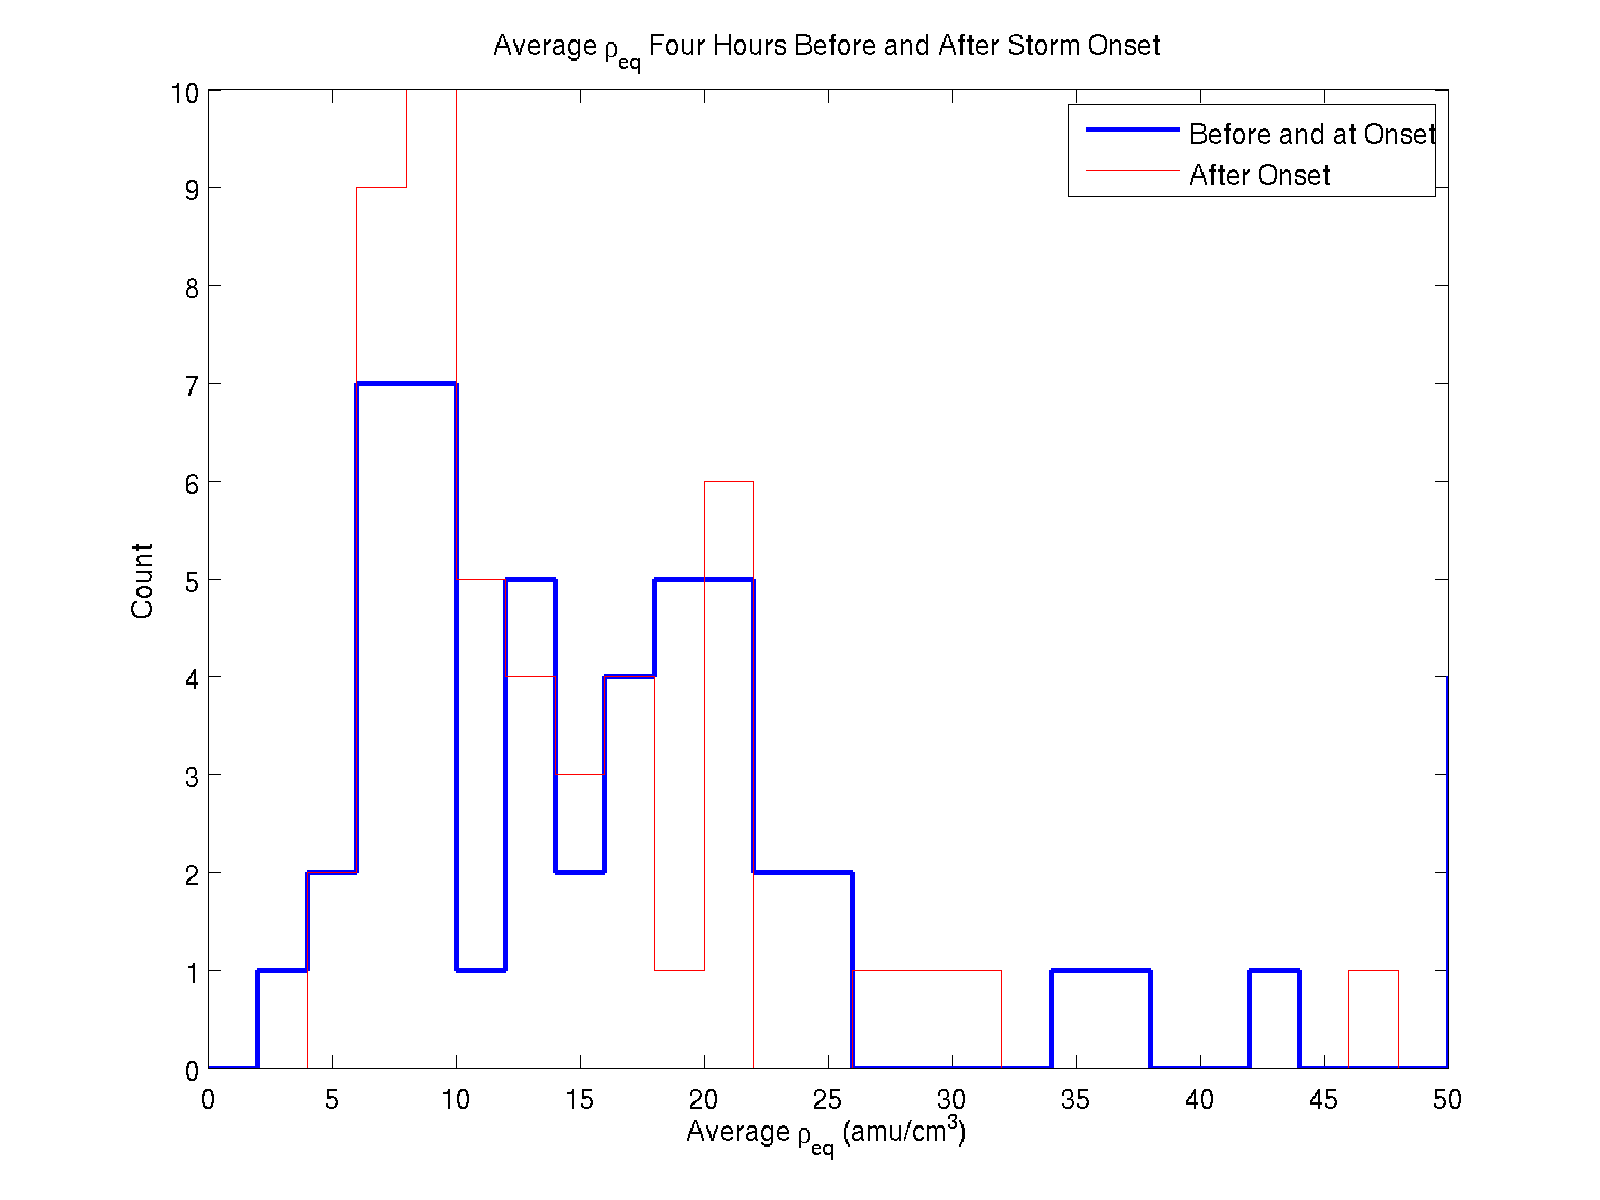 Average ρeq Four Hours Before and After Storm Onset
10
9
8
7
6
5
4
3
2
1
0
Count
Before and at Onset
After Onset
0 5 10 15 20 25 30 35 40 45 50
Average ρeq (amu/cm³)